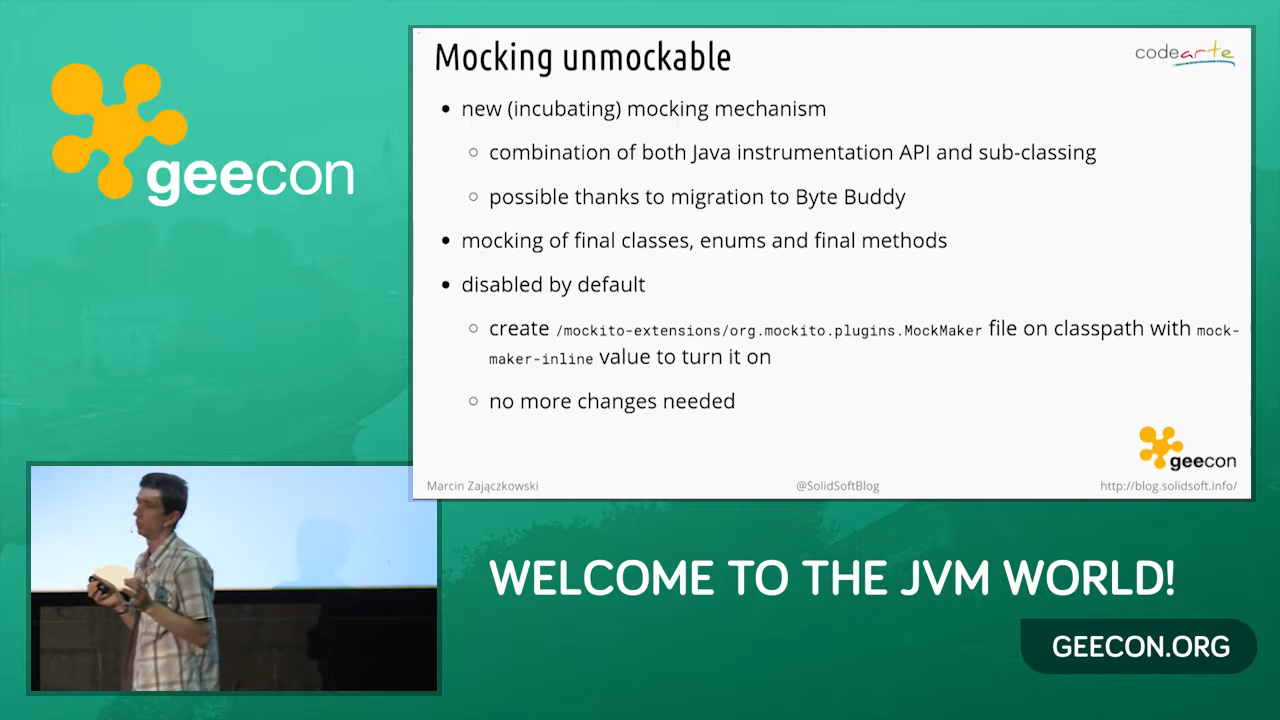 geecon
Mocking unmockable
codearte
• new (incubating) mocking mechanism
○ combination of both Java instrumentation API and sub-classing
○ possible thanks to migration to Byte Buddy
• mocking of final classes, enums and final methods
• disabled by default
○ create /mockito-extensions/org.mockito.plugins.MockMaker file on classpath with mock-
maker-inline value to turn it on
○ no more changes needed
geecon
Marcin Zajączkowski
@SolidSoftBlog
http://blog.solidsoft.info/
WELCOME TO THE JVM WORLD!
GEECON.ORG